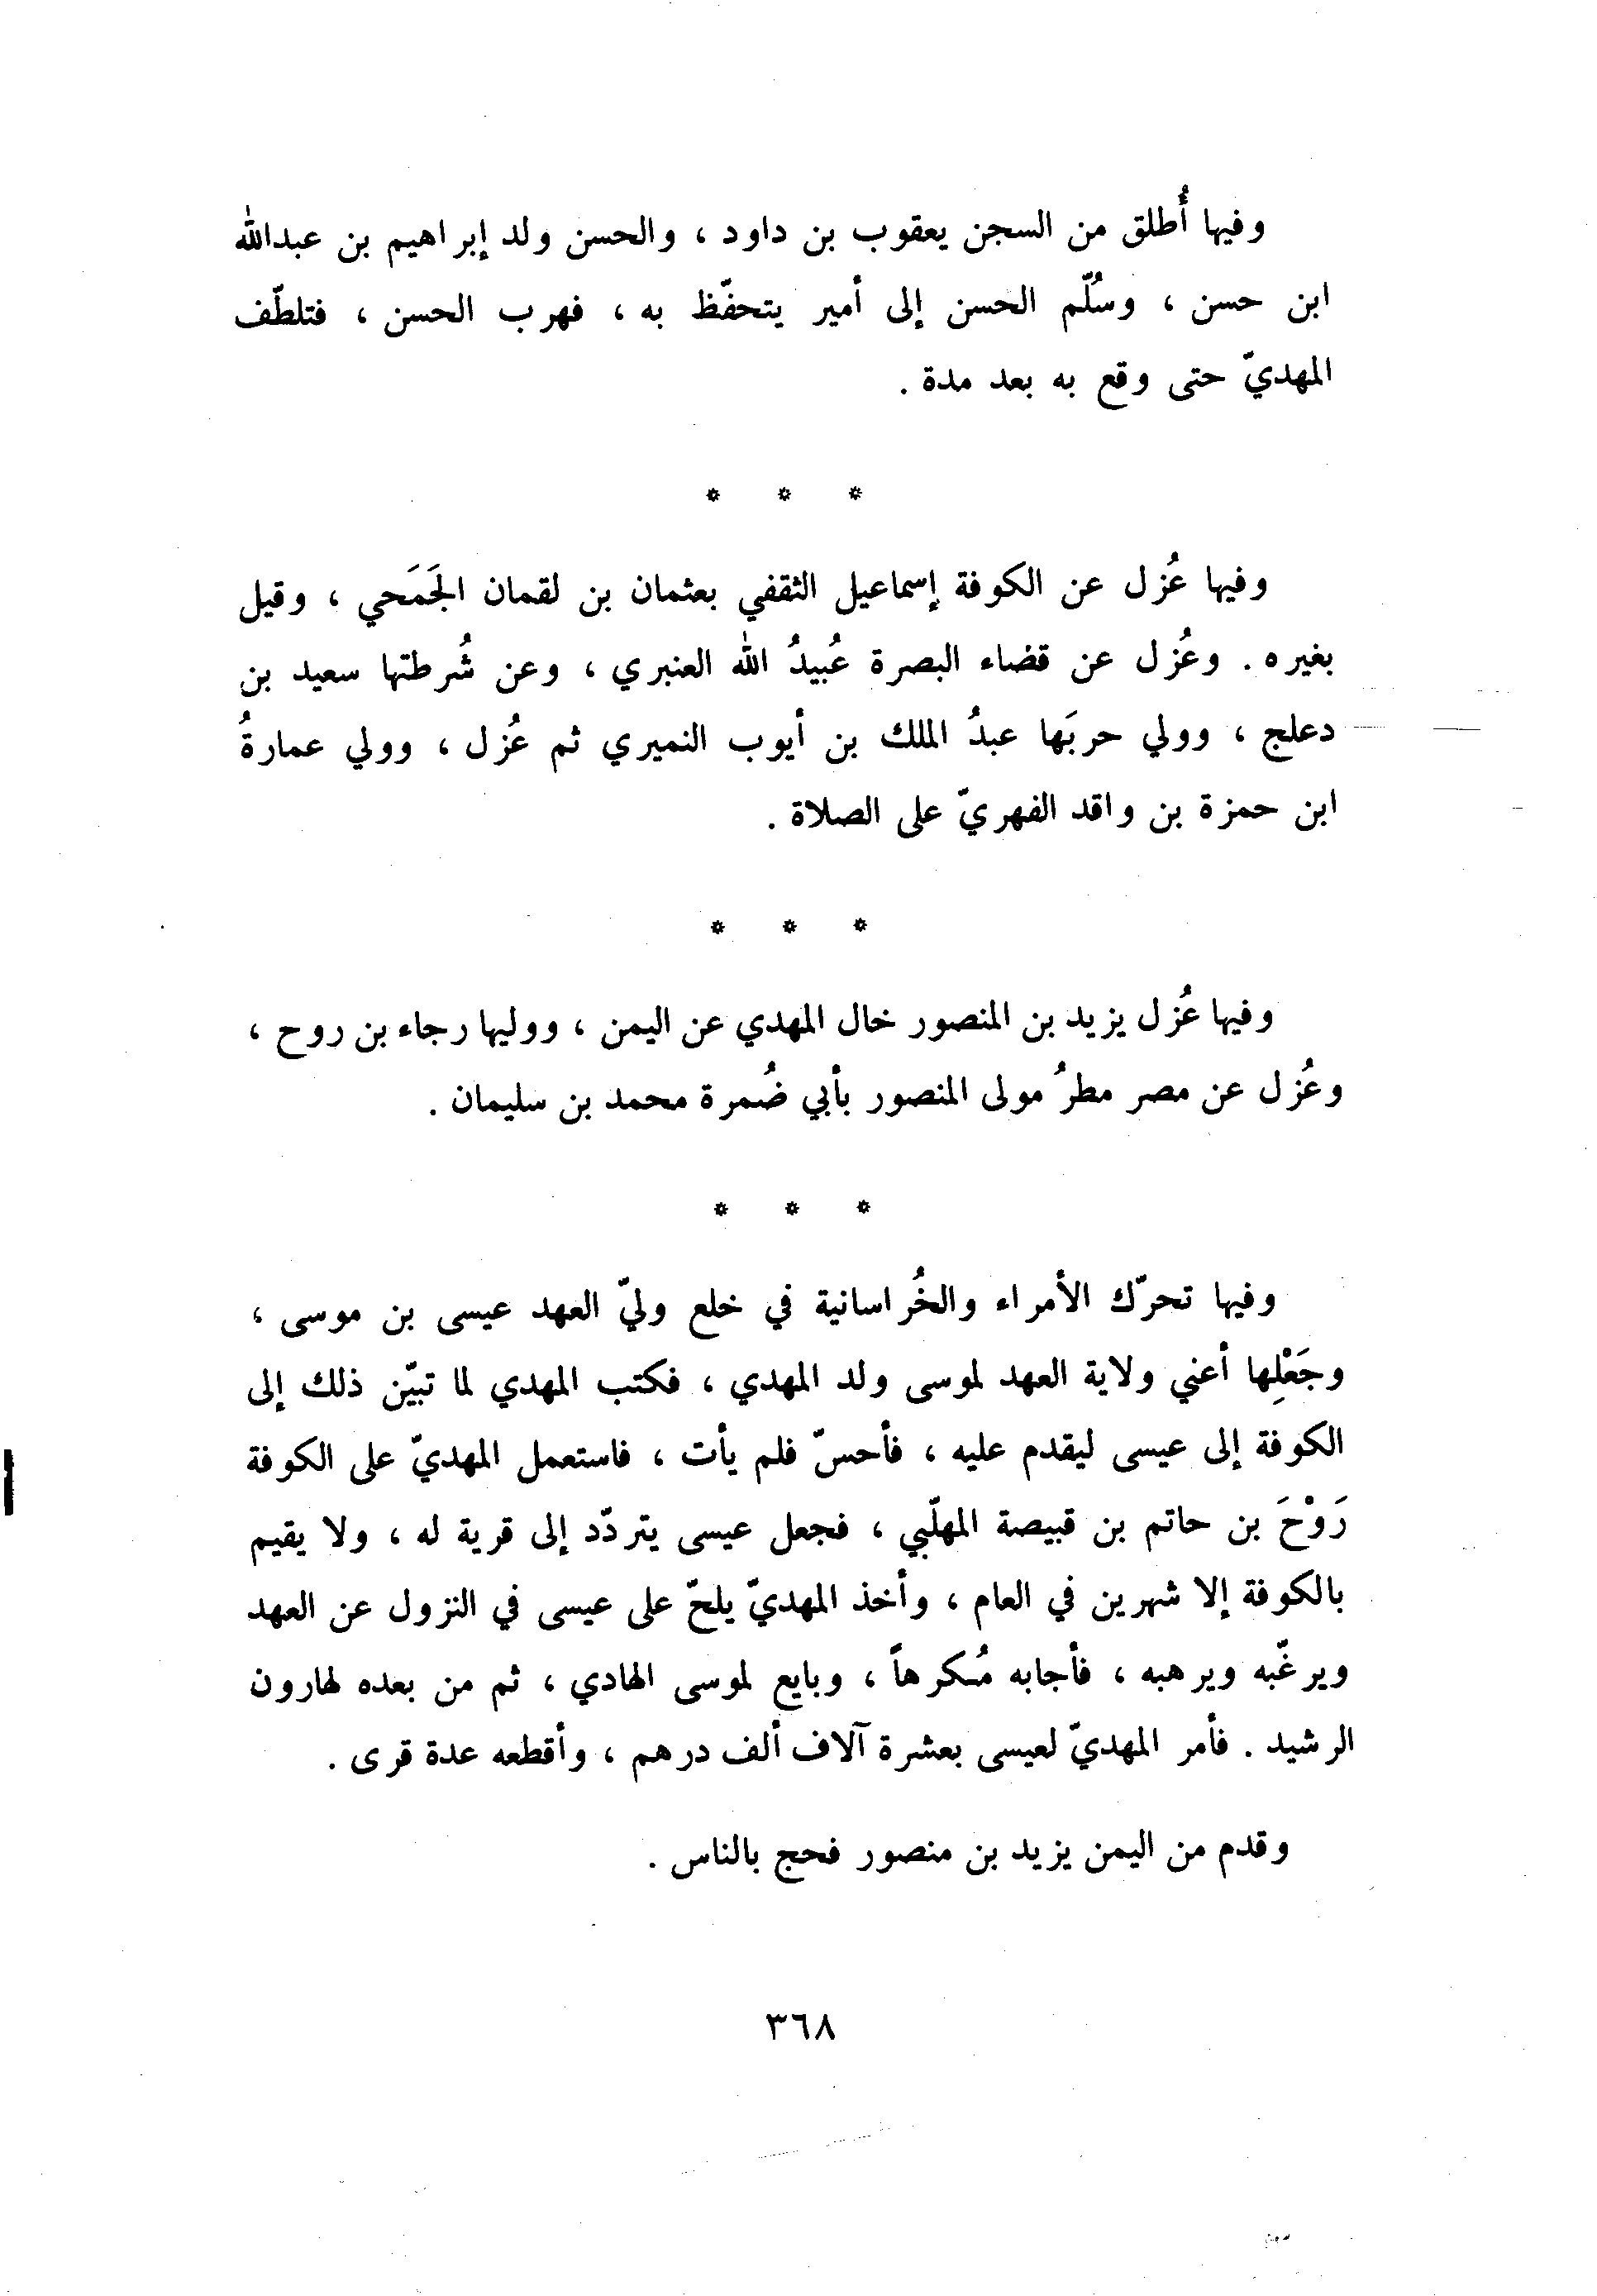 وفيها أُطلق من السجن يعقوب بن داود ، والحسن ولد إبراهيم بن عبدالله
ابن حسن ، وسُلّم الحسن إلى أمير يتحفّظ به ، فهرب الحسن ، فتلطّف
المهديّ حتى وقع به بعد مدة .
* * *
وفيها عُزل عن الكوفة إسماعيل الثقفي بعثمان بن لقمان الجَمَحي ، وقيل
بغيره . وعُزل عن قضاء البصرة عُبيدُ الله العنبري ، وعن شُرطتها سعيد بن
دعلج ، وولي حربَها عبدُ الملك بن أيوب النميري ثم عُزل ، وولي عمارةُ
ابن حمزة بن واقد الفهريّ على الصلاة .
* * *
وفيها عُزل يزيد بن المنصور خال المهدي عن اليمن ، ووليها رجاء بن روح ،
وعُزل عن مصر مطرُ مولى المنصور بأبي ضُمرة محمد بن سليمان .
* * *
وفيها تحرّك الأمراء والخُراسانية في خلع وليّ العهد عيسى بن موسى ،
وجَعْلِها أعني ولاية العهد لموسى ولد المهدي ، فكتب المهدي لما تبيّن ذلك إلى
الكوفة إلى عيسى ليقدم عليه ، فأحسّ فلم يأت ، فاستعمل المهديّ على الكوفة
رَوْحَ بن حاتم بن قبيصة المهلّبي ، فجعل عيسى يتردّد إلى قرية له ، ولا يقيم
بالكوفة إلا شهرين في العام ، وأخذ المهديّ يلحّ على عيسى في النزول عن العهد
ويرغّبه ويرهبه ، فأجابه مُكرهاً ، وبايع لموسى الهادي ، ثم من بعده لهارون
الرشيد . فأمر المهديّ لعيسى بعشرة آلاف ألف درهم ، وأقطعه عدة قرى .
وقدم من اليمن يزيد بن منصور فحج بالناس .
٣٦٨